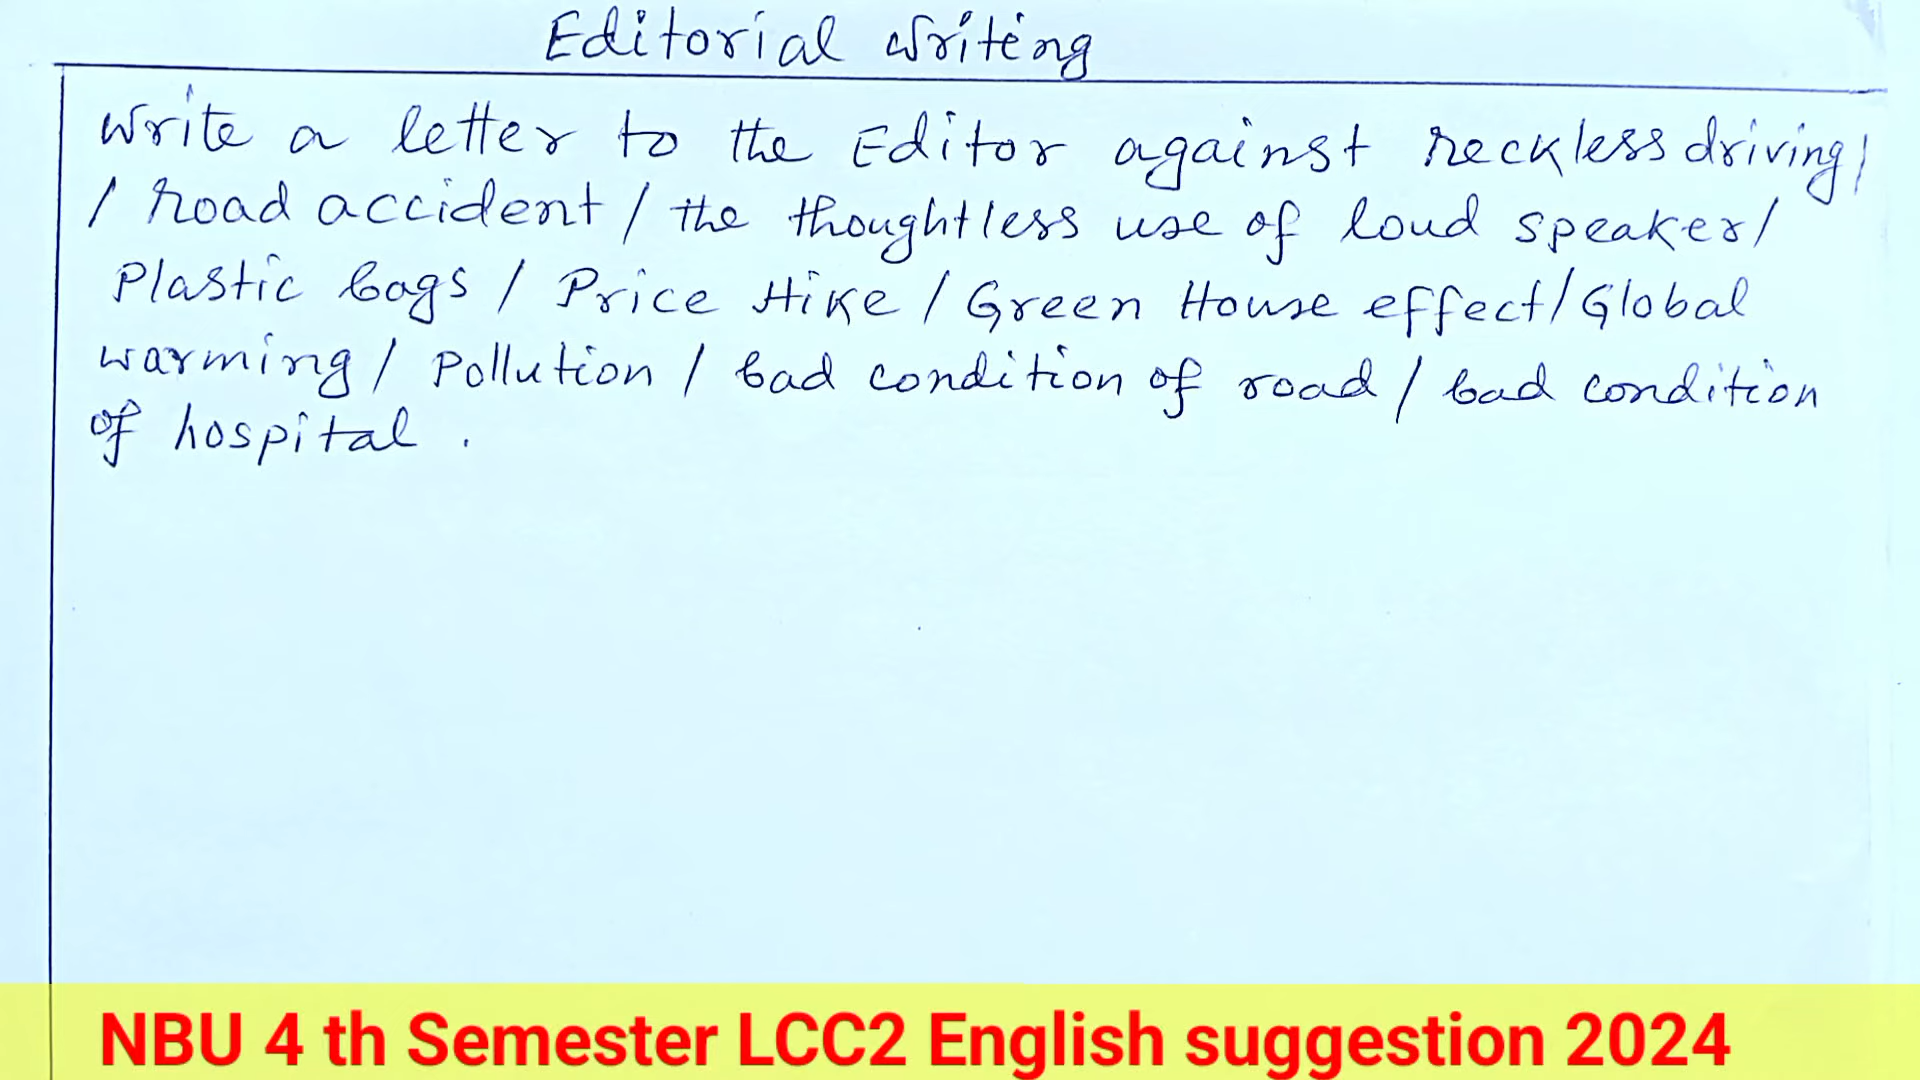 Editorial Writing
Write a letter to the Editor against reckless driving/
/ road accident / the thoughtless use of loud speaker/
Plastic bags / Price Hike / Green House effect/Global
warming / Pollution / bad condition of road / bad condition
of hospital .
NBU 4 th Semester LCC2 English suggestion 2024